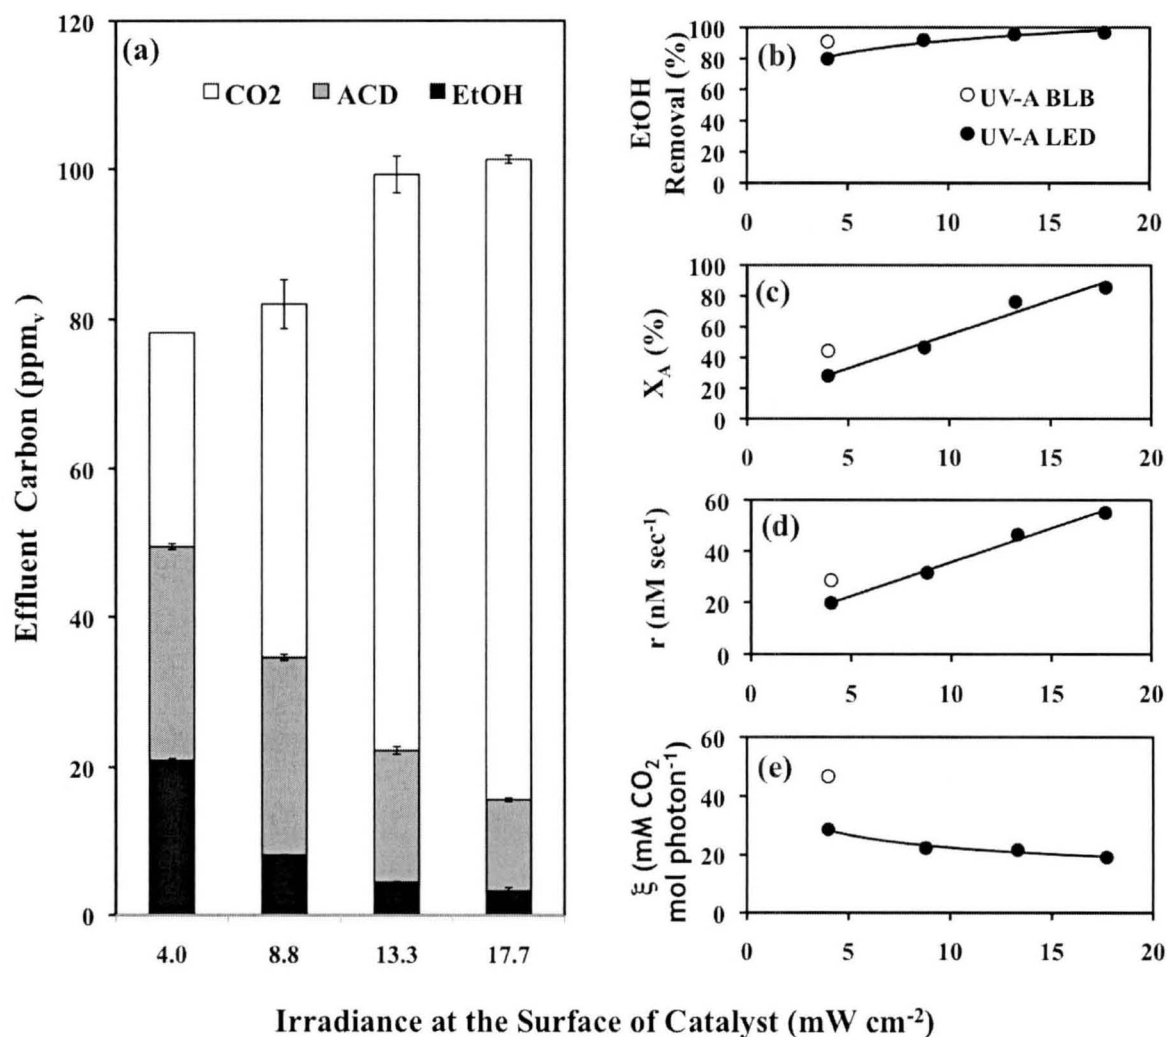 (a)
CO2 ACD EtOH
120
100
80
60
40
20
0
Effluent Carbon (ppmᵥ)
4.0 8.8 13.3 17.7
(b)
EtOH
Removal (%)
100
80
60
40
20
0
UV-A BLB
UV-A LED
0 5 10 15 20
(c)
X_A (%)
100
80
60
40
20
0
0 5 10 15 20
(d)
r (nM sec⁻¹)
60
40
20
0
0 5 10 15 20
(e)
ξ (mM CO₂
mol photon⁻¹)
60
40
20
0
0 5 10 15 20
Irradiance at the Surface of Catalyst (mW cm⁻²)